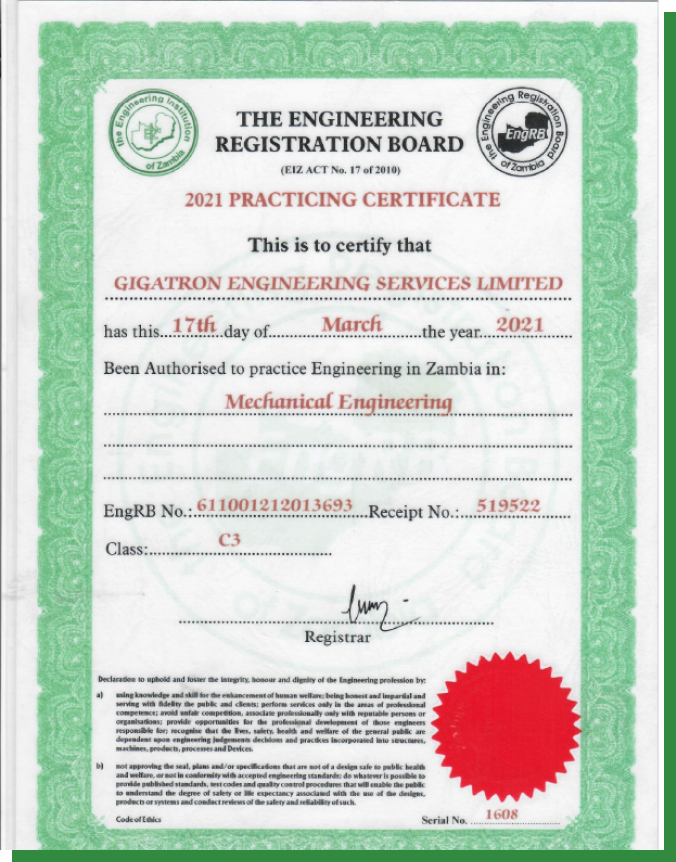 the Engineering Institution
of Zambia
the Engineering Registration Board
EngRB
of Zambia
THE ENGINEERING
REGISTRATION BOARD
(EIZ ACT No. 17 of 2010)
2021 PRACTICING CERTIFICATE
This is to certify that
GIGATRON ENGINEERING SERVICES LIMITED
has this..17th..day of...........March...........the year...2021
Been Authorised to practice Engineering in Zambia in:
Mechanical Engineering
EngRB No.:611001212013693...Receipt No.:...519522
Class:...............C3...............
Registrar
Declaration to uphold and foster the integrity, honour and dignity of the Engineering profession by:
a) using knowledge and skill for the enhancement of human welfare; being honest and impartial and
serving with fidelity the public and clients; perform services only in the areas of professional
competence; avoid unfair competition, associate professionally only with reputable persons or
organisations; provide opportunities for the professional development of those engineers
responsible for; recognise that the lives, safety, health and welfare of the general public are
dependent upon engineering judgements decisions and practices incorporated into structures,
machines, products, processes and Devices.
b) not approving the seal, plans and/or specifications that are not of a design safe to public health
and welfare, or not in conformity with accepted engineering standards; do whatever is possible to
provide published standards, test codes and quality control procedures that will enable the public
to understand the degree of safety or life expectancy associated with the use of the designs,
products or systems and conduct reviews of the safety and reliability of such.
Code of Ethics
Serial No. 1608